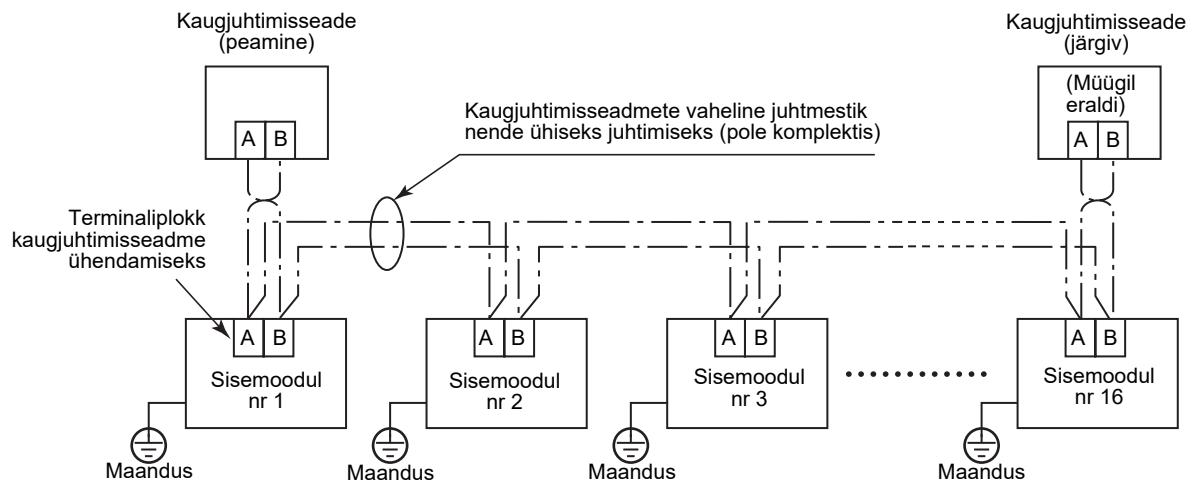 Kaugjuhtimisseade
(peamine)
Kaugjuhtimisseade
(järgiv)
(Müügil
eraldi)
A B
A B
Kaugjuhtimisseadmete vaheline juhtmestik
nende ühiseks juhtimiseks (pole komplektis)
Terminaliplokk
kaugjuhtimisseadme
ühendamiseks
A B
Sisemoodul
nr 1
Maandus
A B
Sisemoodul
nr 2
Maandus
A B
Sisemoodul
nr 3
Maandus
A B
Sisemoodul
nr 16
Maandus